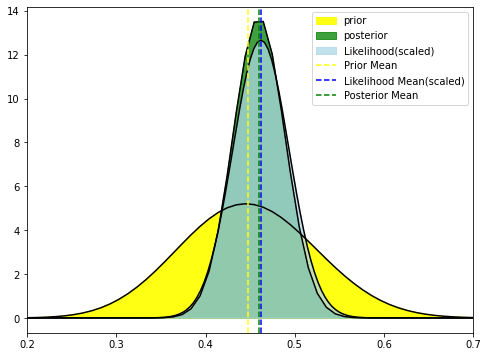 14
12
10
8
6
4
2
0
0.2
0.3
0.4
0.5
0.6
0.7
prior
posterior
Likelihood(scaled)
Prior Mean
Likelihood Mean(scaled)
Posterior Mean